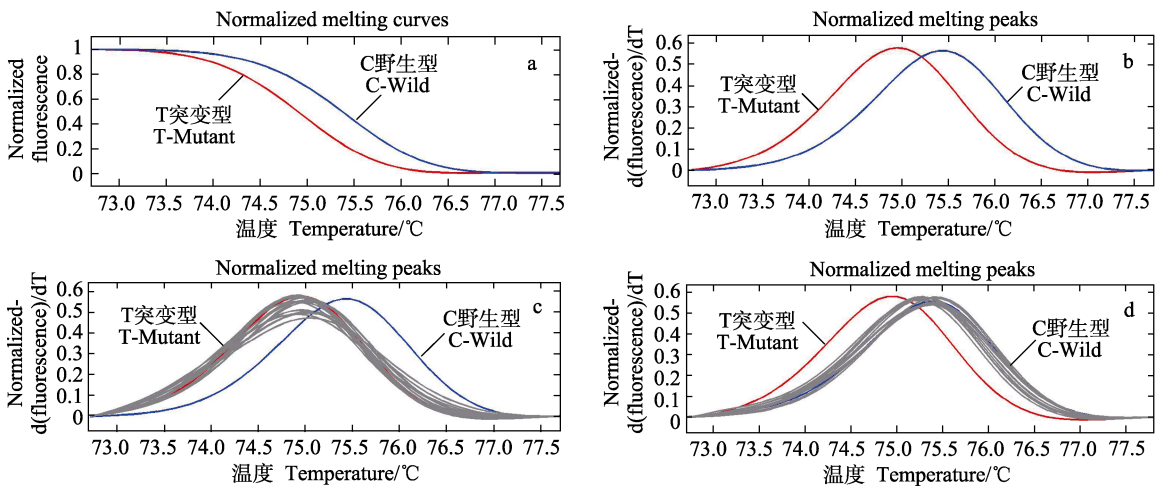 Normalized melting curves
Normalized
fluorescence
1
0.8
0.6
0.4
0.2
0
a
C野生型
C-Wild
T突变型
T-Mutant
73.0 73.5 74.0 74.5 75.0 75.5 76.0 76.5 77.0 77.5
温度 Temperature/℃
Normalized melting peaks
Normalized-
d(fluorescence)/dT
0.6
0.5
0.4
0.3
0.2
0.1
0
b
T突变型
T-Mutant
C野生型
C-Wild
73.0 73.5 74.0 74.5 75.0 75.5 76.0 76.5 77.0 77.5
温度 Temperature/℃
Normalized melting peaks
Normalized-
d(fluorescence)/dT
0.6
0.5
0.4
0.3
0.2
0.1
0
c
T突变型
T-Mutant
C野生型
C-Wild
73.0 73.5 74.0 74.5 75.0 75.5 76.0 76.5 77.0 77.5
温度 Temperature/℃
Normalized melting peaks
Normalized-
d(fluorescence)/dT
0.6
0.5
0.4
0.3
0.2
0.1
0
d
T突变型
T-Mutant
C野生型
C-Wild
73.0 73.5 74.0 74.5 75.0 75.5 76.0 76.5 77.0 77.5
温度 Temperature/℃